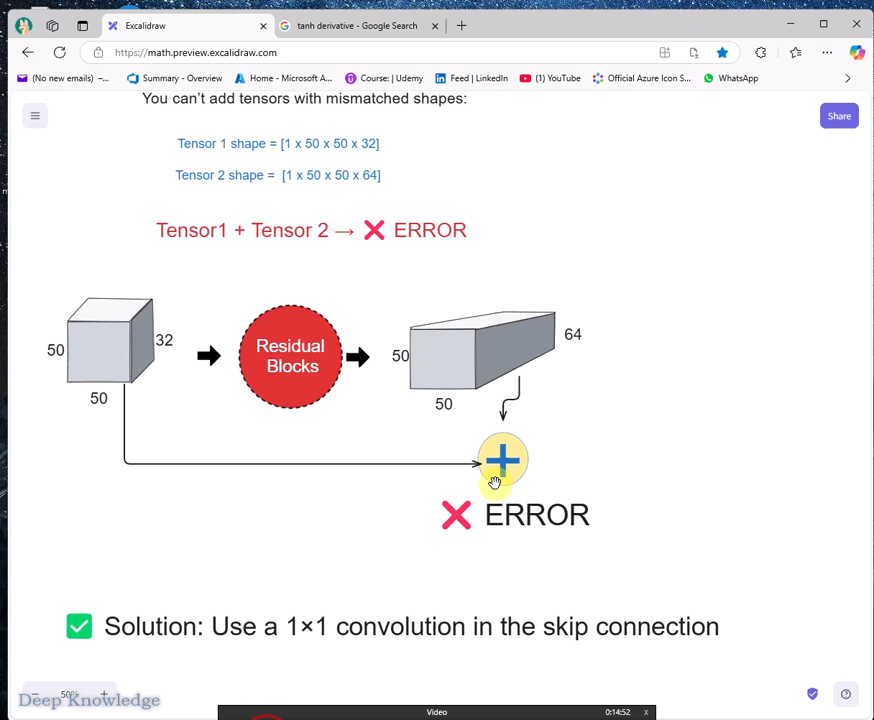 Excalidraw
tanh derivative - Google Search
https://math.preview.excalidraw.com
(No new emails) –...
Summary - Overview
Home - Microsoft A...
Course: | Udemy
Feed | LinkedIn
(1) YouTube
Official Azure Icon S...
WhatsApp
You can't add tensors with mismatched shapes:
Share
Tensor 1 shape = [1 x 50 x 50 x 32]
Tensor 2 shape = [1 x 50 x 50 x 64]
Tensor1 + Tensor 2 → ❌ ERROR
50
32
50
Residual
Blocks
50
64
50
❌ ERROR
✅ Solution: Use a 1×1 convolution in the skip connection
50%
Deep Knowledge
Video
0:14:52
x